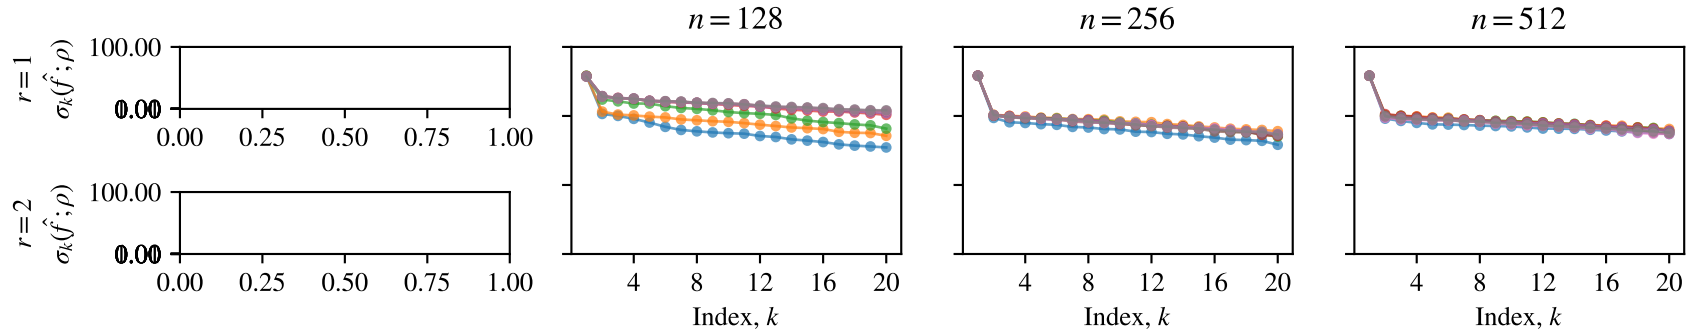 n = 128
n = 256
n = 512
r = 1
σₖ(f̂; ρ)
100.00
0.00
0.00 0.25 0.50 0.75 1.00
r = 2
σₖ(f̂; ρ)
100.00
0.00
0.00 0.25 0.50 0.75 1.00
4 8 12 16 20
4 8 12 16 20
4 8 12 16 20
Index, k
Index, k
Index, k